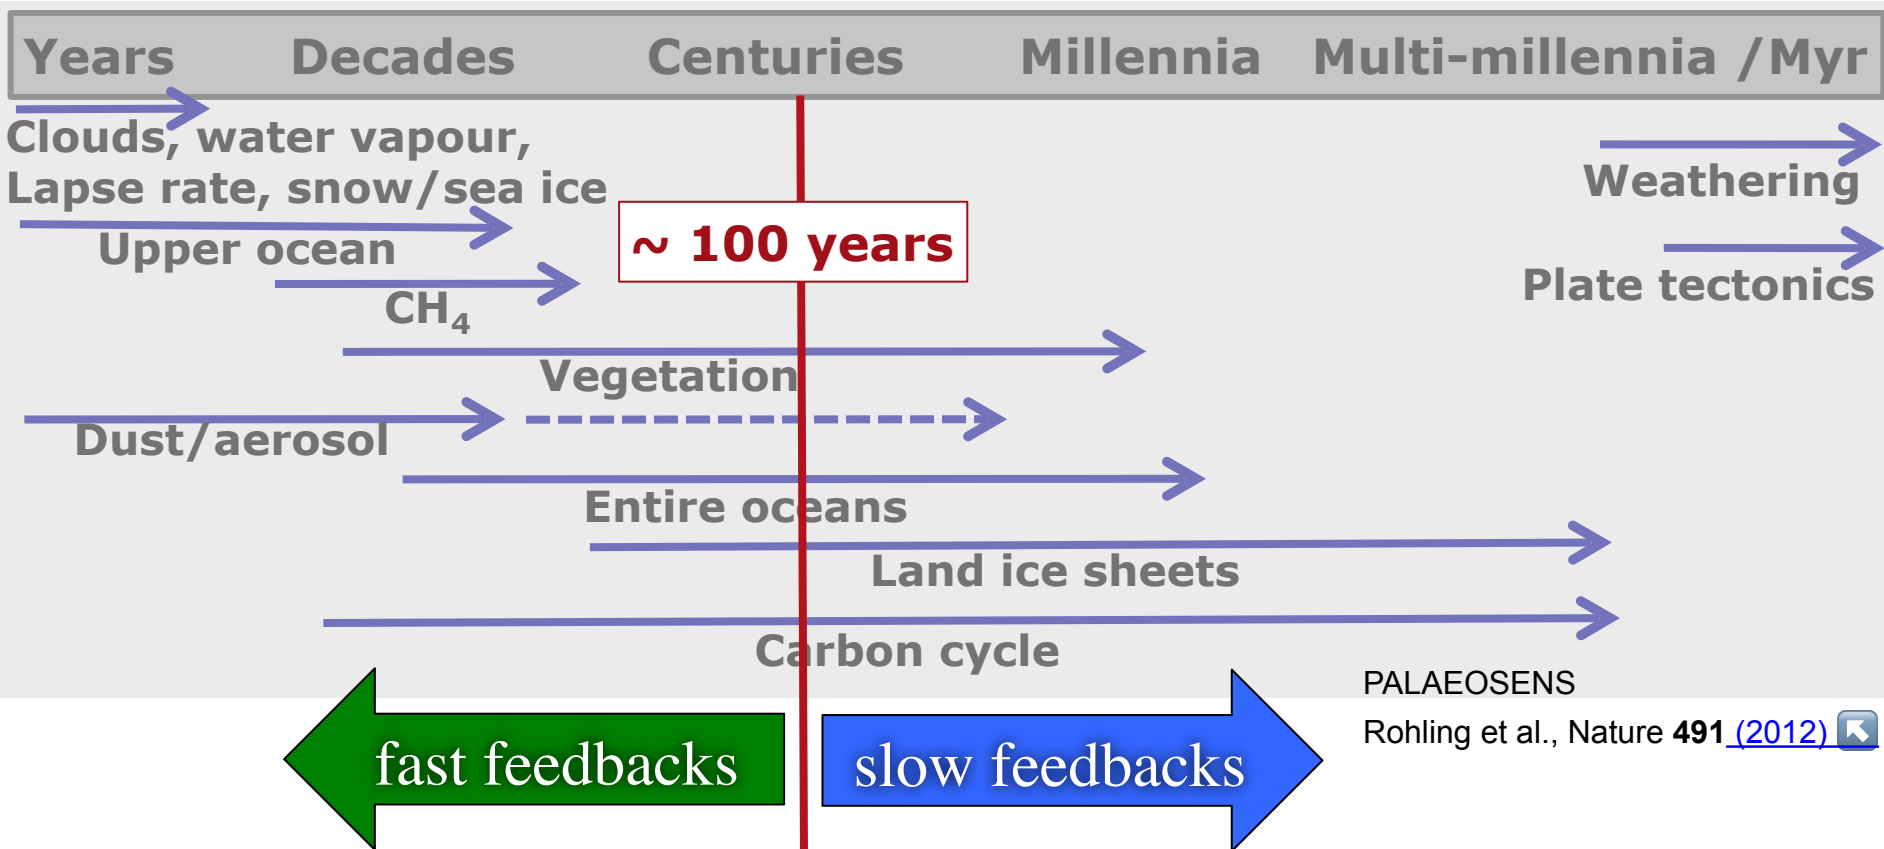 Years Decades Centuries Millennia Multi-millennia /Myr
Clouds, water vapour,
Lapse rate, snow/sea ice
Weathering
Upper ocean
~ 100 years
Plate tectonics
CH₄
Vegetation
Dust/aerosol
Entire oceans
Land ice sheets
Carbon cycle
PALAEOSENS
Rohling et al., Nature 491 (2012)
fast feedbacks
slow feedbacks